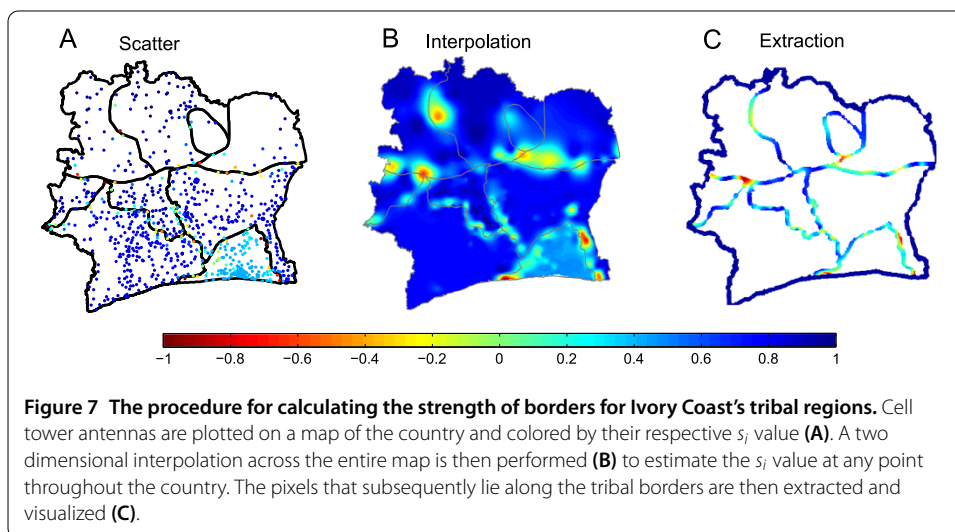 A Scatter B Interpolation C Extraction
−1 −0.8 −0.6 −0.4 −0.2 0 0.2 0.4 0.6 0.8 1
Figure 7 The procedure for calculating the strength of borders for Ivory Coast's tribal regions. Cell
tower antennas are plotted on a map of the country and colored by their respective si value (A). A two
dimensional interpolation across the entire map is then performed (B) to estimate the si value at any point
throughout the country. The pixels that subsequently lie along the tribal borders are then extracted and
visualized (C).